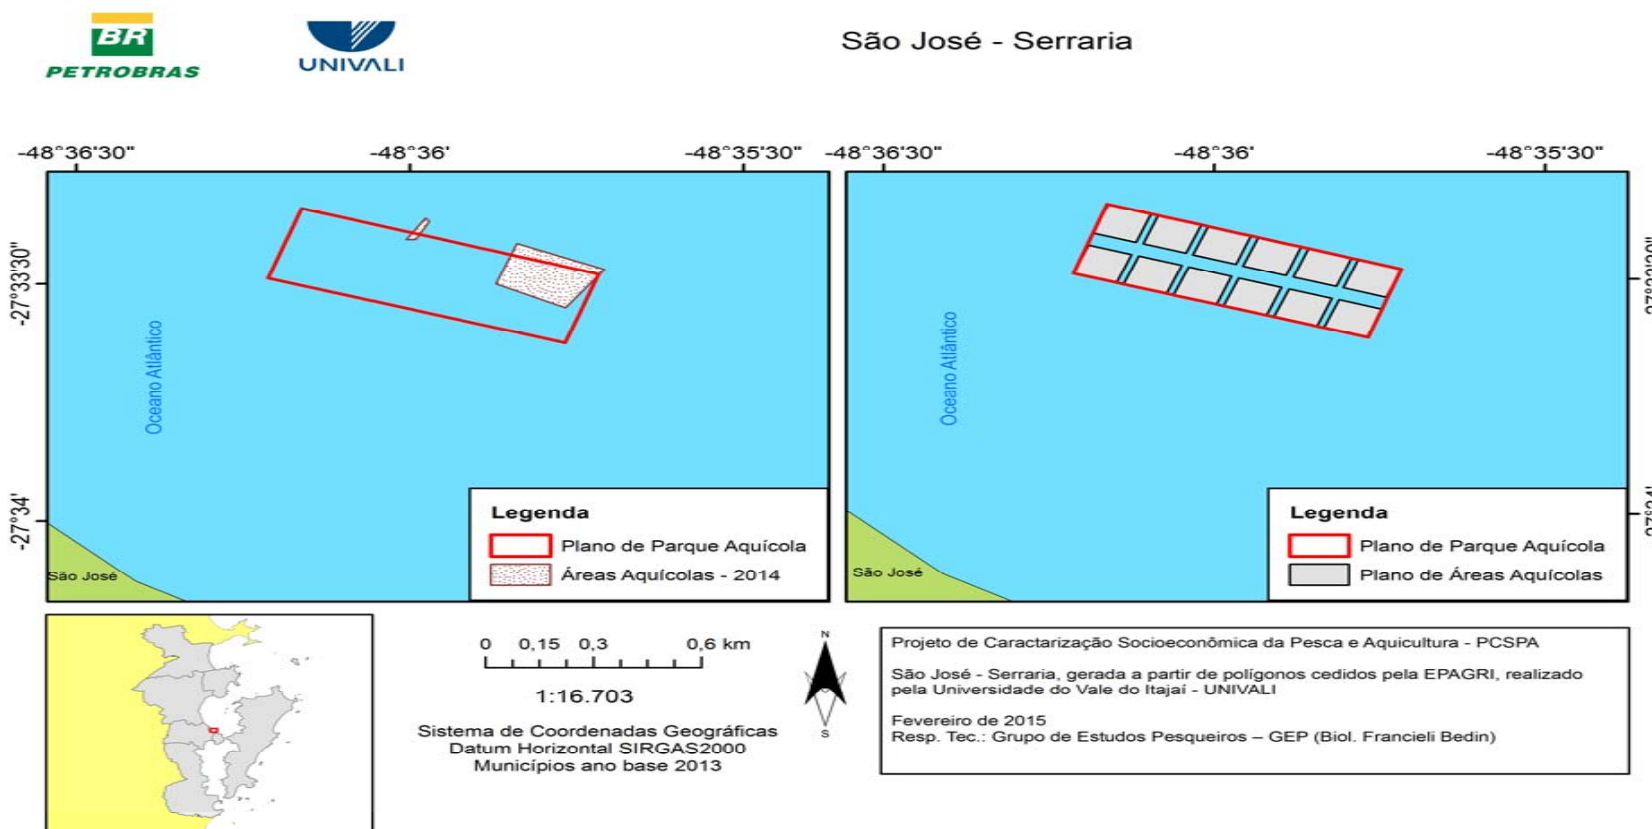 BR
PETROBRAS
UNIVALI
São José - Serraria
-48°36'30"
-48°36'
-48°35'30"
-48°36'30"
-48°36'
-48°35'30"
-27°33'30"
-27°34'
Oceano Atlântico
Oceano Atlântico
São José
São José
Legenda
Plano de Parque Aquícola
Áreas Aquícolas - 2014
Legenda
Plano de Parque Aquícola
Plano de Áreas Aquícolas
0 0,15 0,3 0,6 km
1:16.703
Sistema de Coordenadas Geográficas
Datum Horizontal SIRGAS2000
Municípios ano base 2013
N
S
Projeto de Caractarização Socioeconômica da Pesca e Aquicultura - PCSPA
São José - Serraria, gerada a partir de polígonos cedidos pela EPAGRI, realizado
pela Universidade do Vale do Itajaí - UNIVALI
Fevereiro de 2015
Resp. Tec.: Grupo de Estudos Pesqueiros – GEP (Biol. Francieli Bedin)